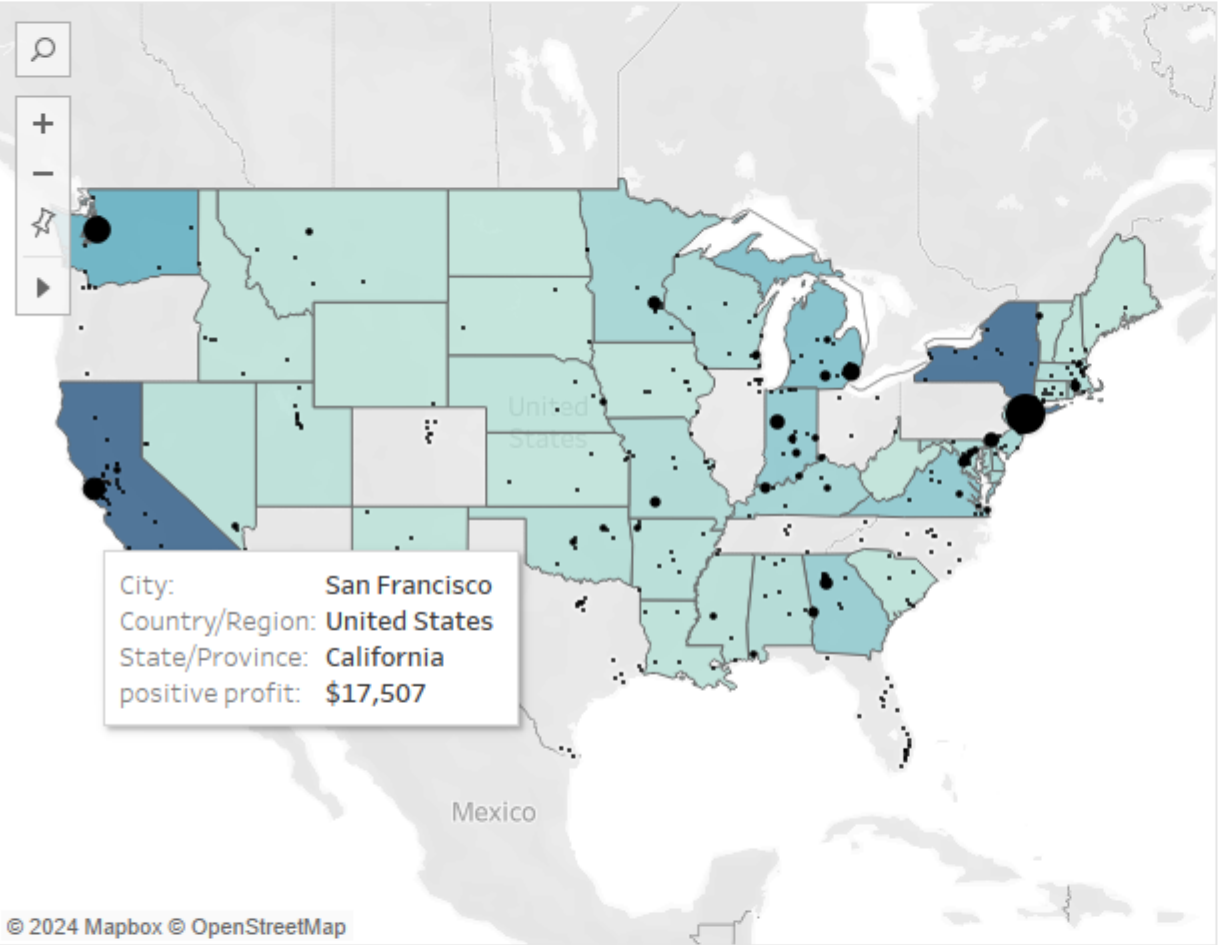 United
States
City: San Francisco
Country/Region: United States
State/Province: California
positive profit: $17,507
Mexico
© 2024 Mapbox © OpenStreetMap